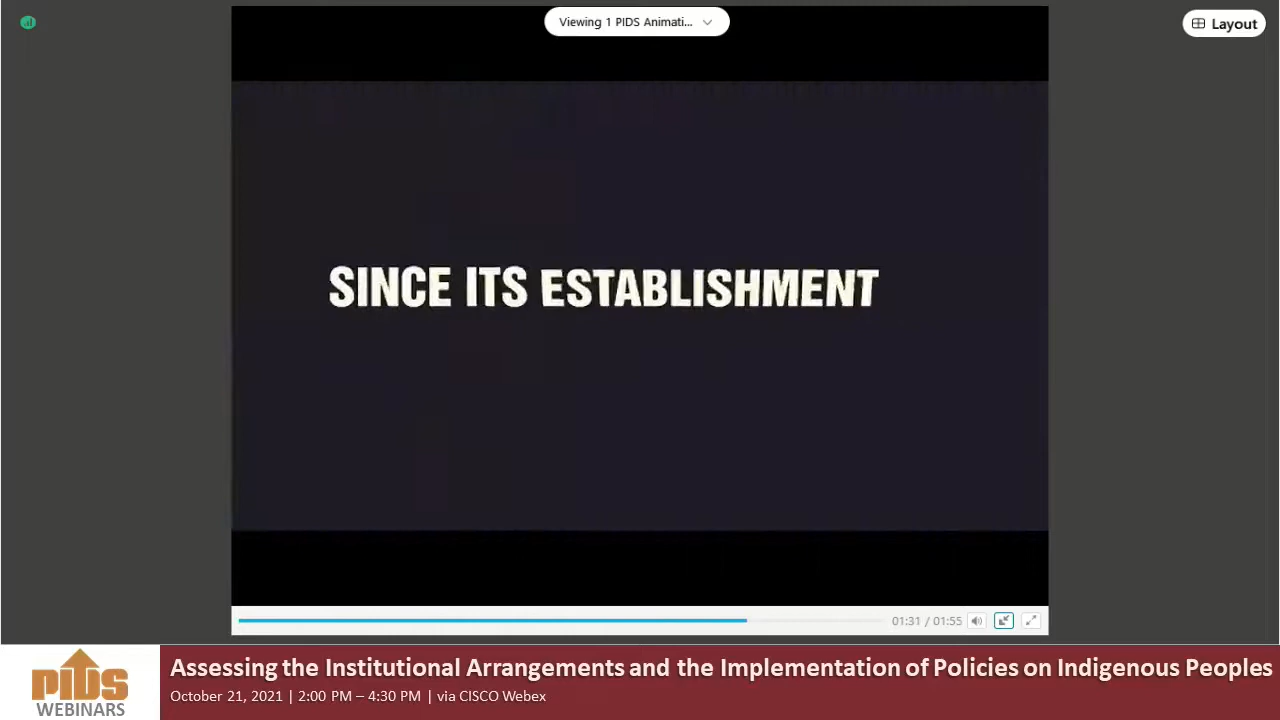 Viewing 1 PIDS Animati...
Layout
SINCE ITS ESTABLISHMENT
01:31 / 01:55
PIDS
WEBINARS
Assessing the Institutional Arrangements and the Implementation of Policies on Indigenous Peoples
October 21, 2021 | 2:00 PM – 4:30 PM | via CISCO Webex